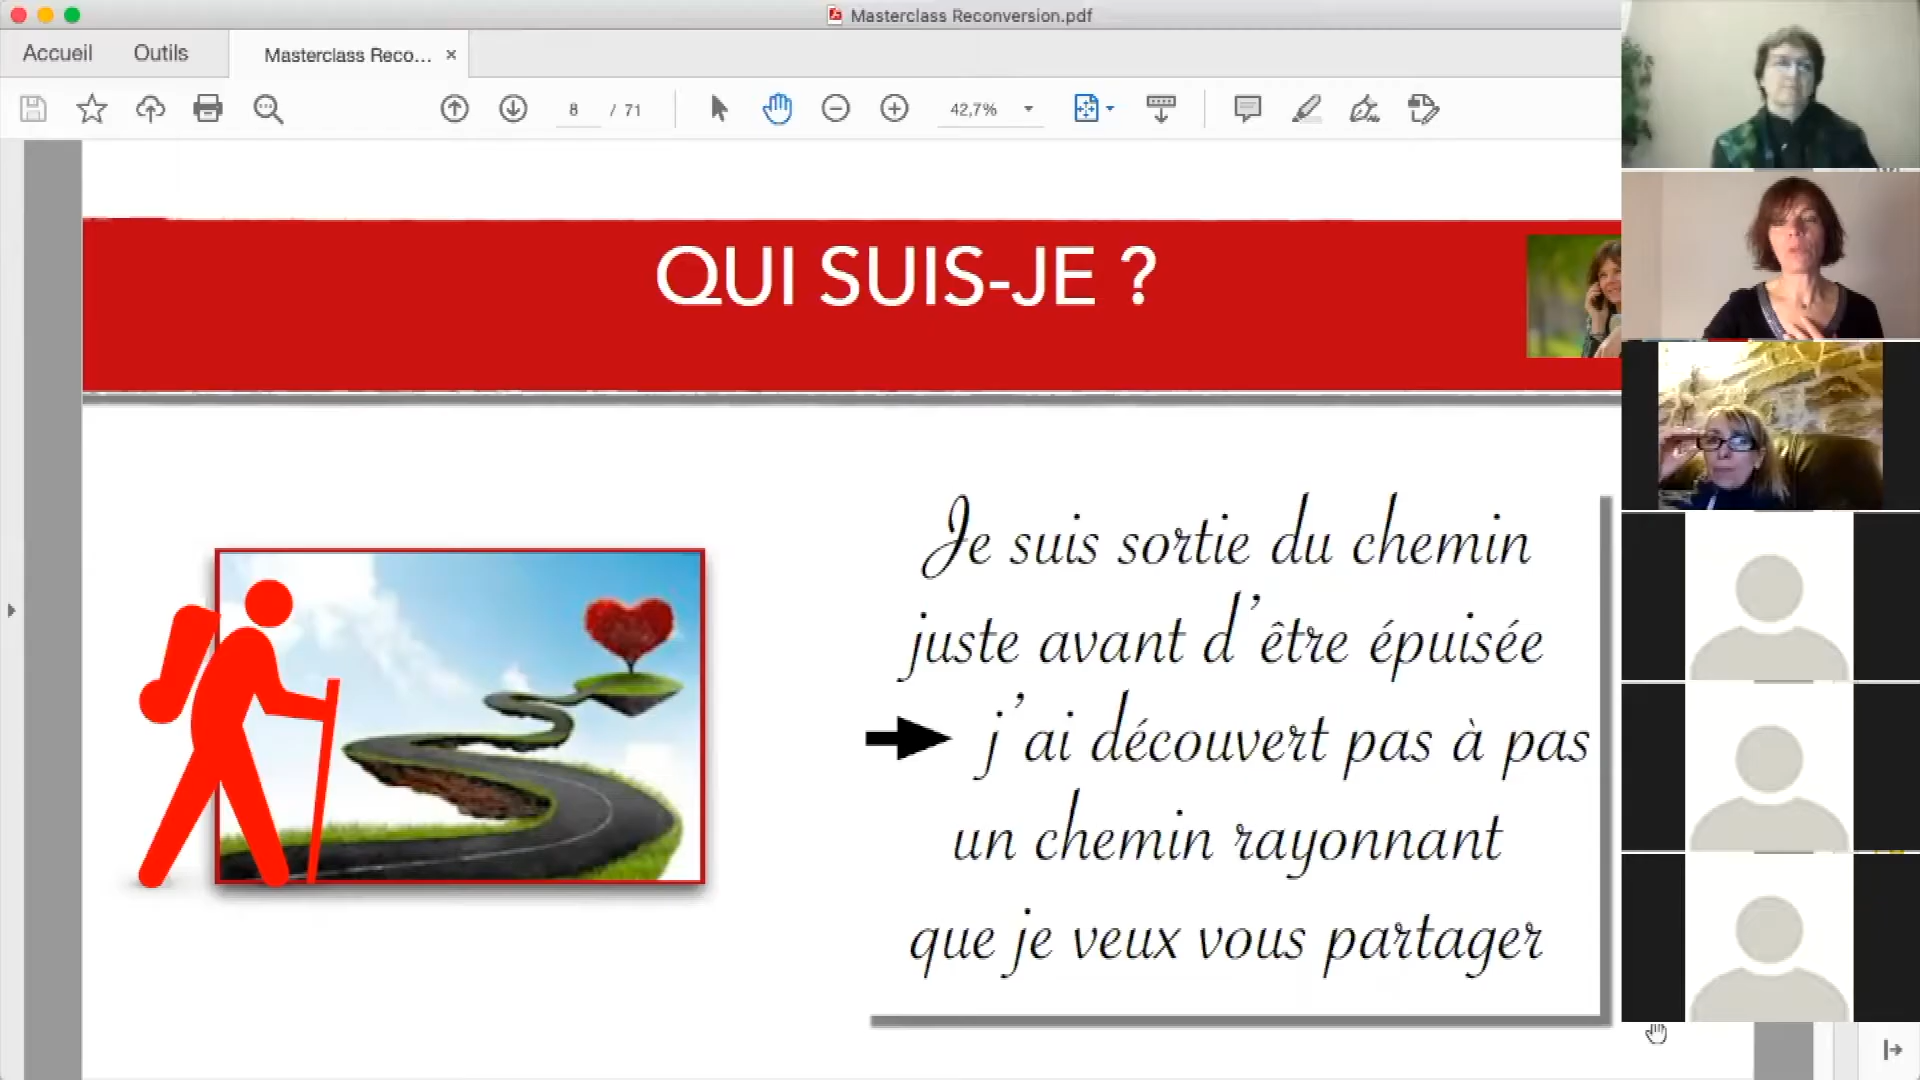 Masterclass Reconversion.pdf
Accueil
Outils
Masterclass Reco...
8 / 71
42,7%
QUI SUIS-JE ?
Je suis sortie du chemin
juste avant d'être épuisée
j'ai découvert pas à pas
un chemin rayonnant
que je veux vous partager